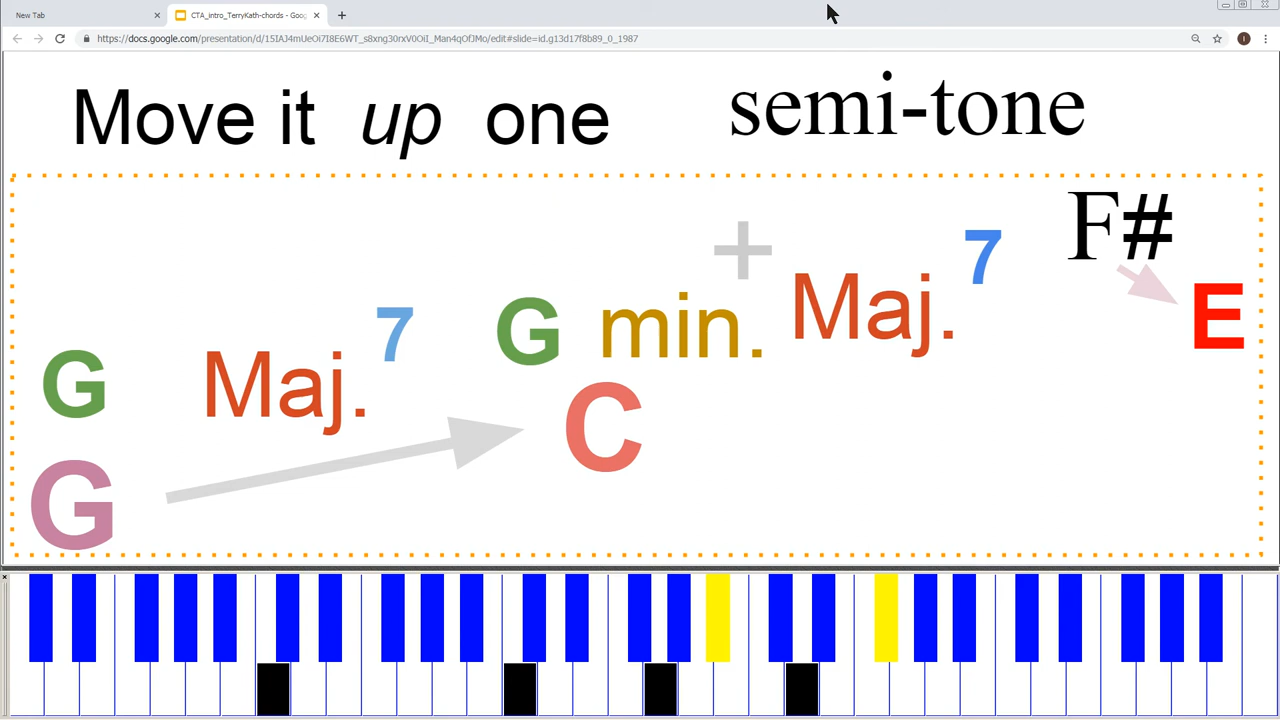 New Tab
CTA_intro_TerryKath-chords - Goog
https://docs.google.com/presentation/d/15IAJ4mUeOi7I8E6WT_s8xng30rxV0OiI_Man4qOfJMo/edit#slide=id.g13d17f8b89_0_1987
Move it up one semi-tone
G Maj. 7 G min. + Maj. 7 F# E
G C